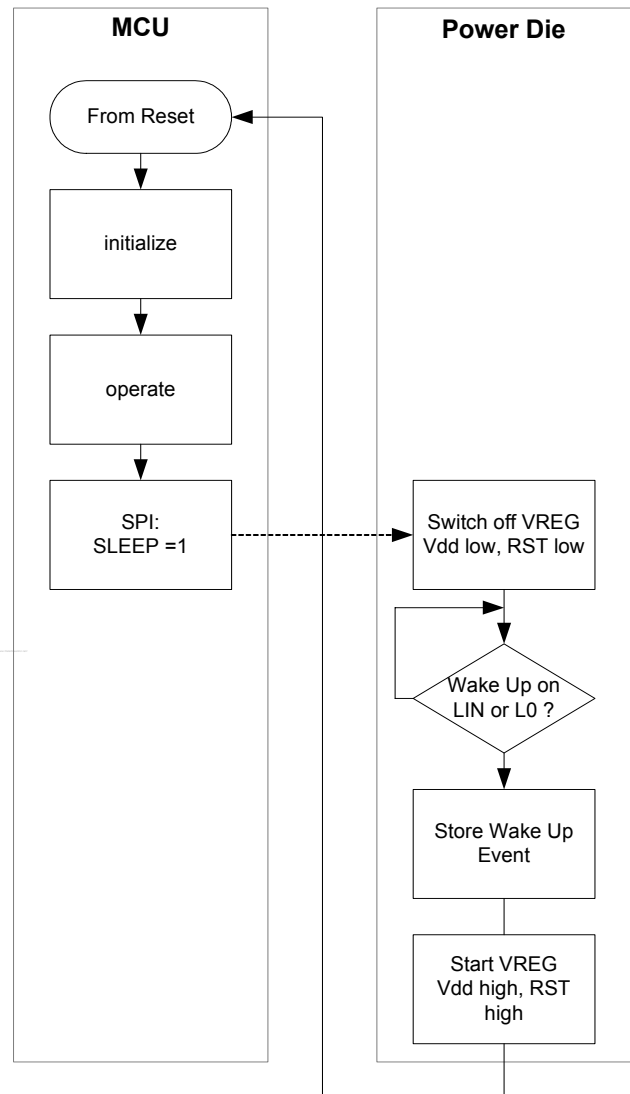 MCU
Power Die
From Reset
initialize
operate
SPI:
SLEEP =1
Switch off VREG
Vdd low, RST low
Wake Up on
LIN or L0 ?
Store Wake Up
Event
Start VREG
Vdd high, RST
high